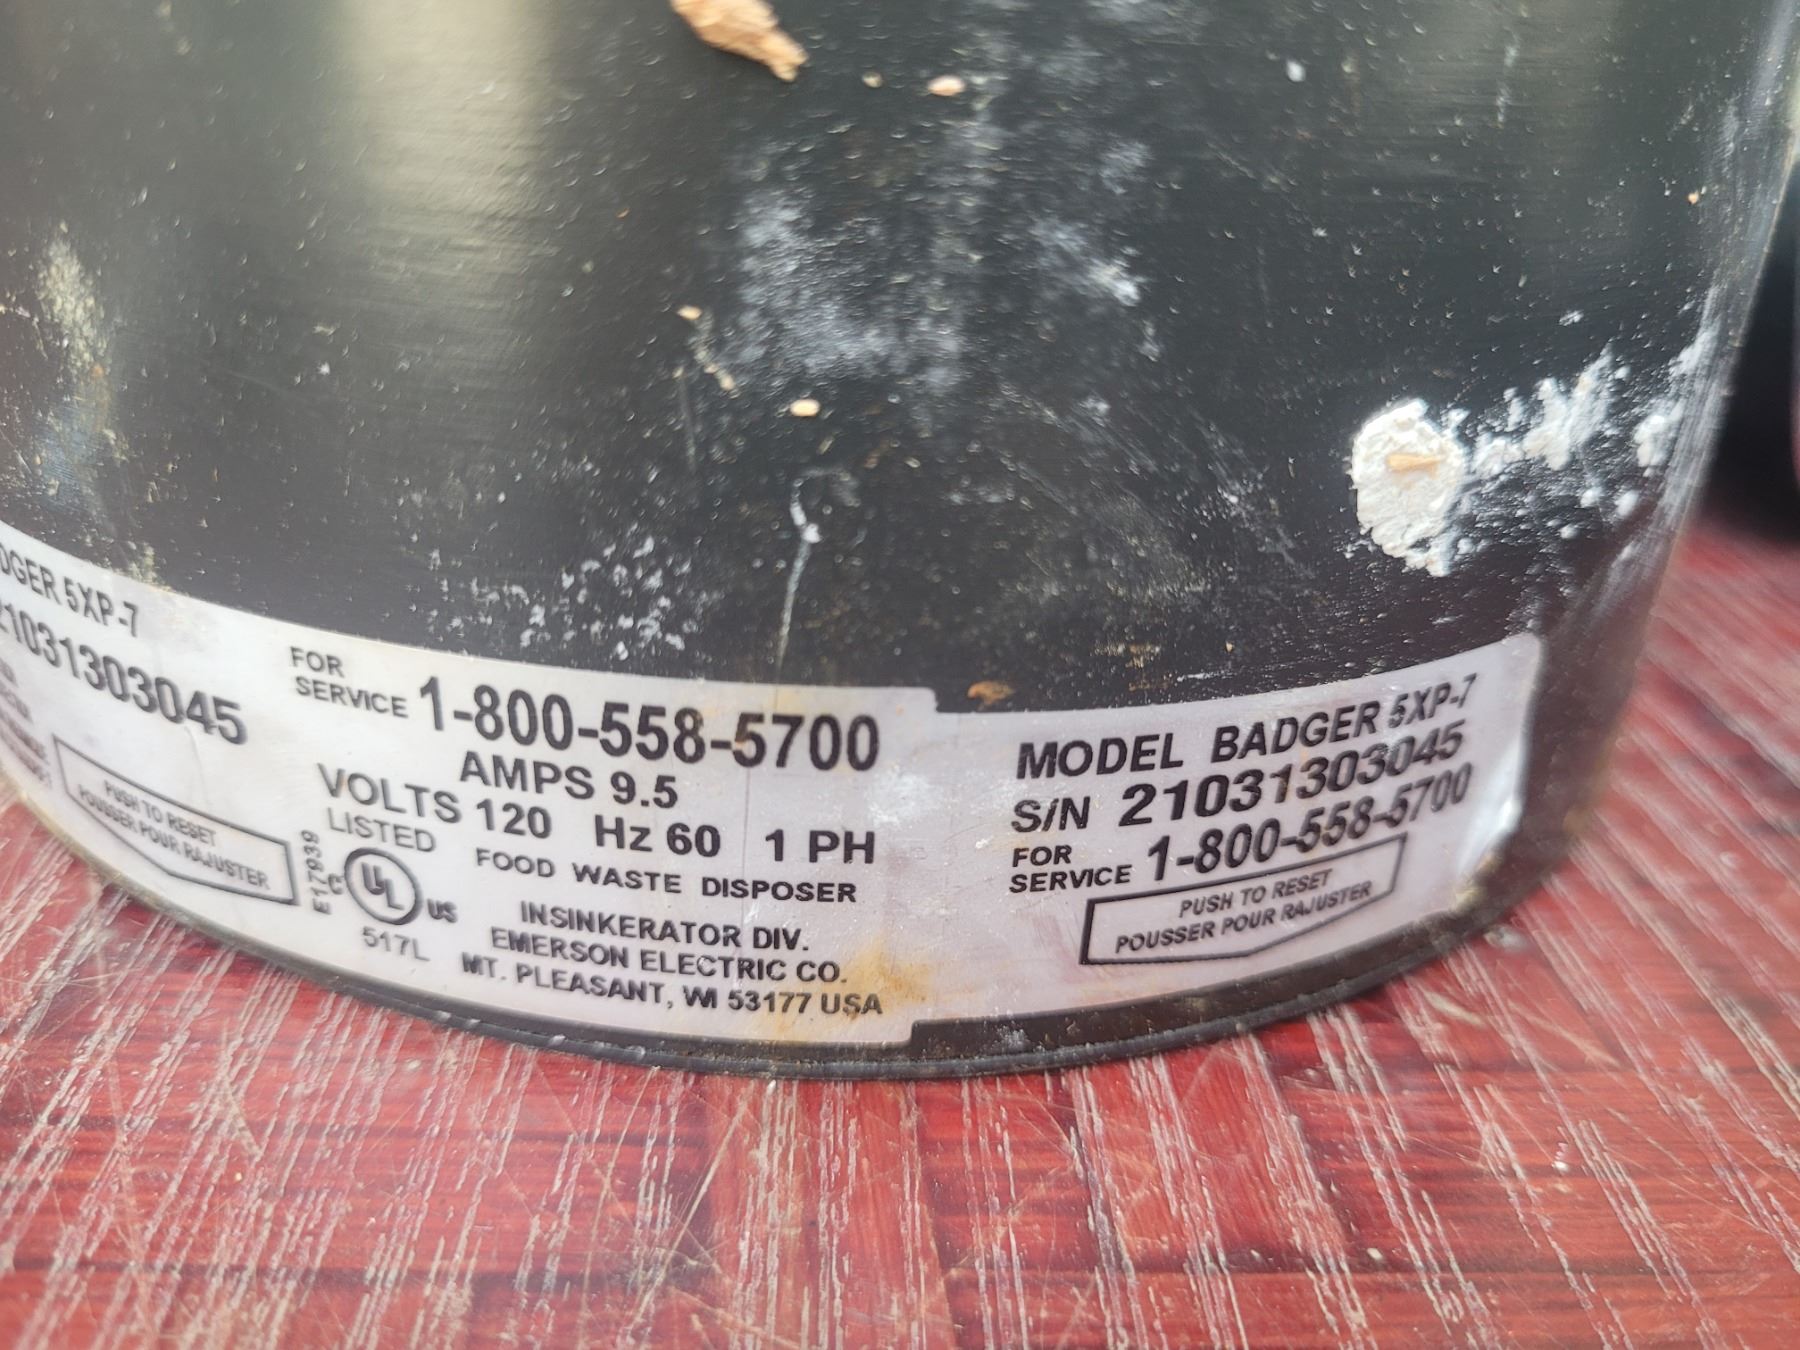 DGER 5XP-7
21031303045
PUSH TO RESET
POUSSER POUR RAJUSTER
FOR
SERVICE 1-800-558-5700
AMPS 9.5
VOLTS 120 Hz 60 1 PH
LISTED
FOOD WASTE DISPOSER
E17939
C UL US
517L
INSINKERATOR DIV.
EMERSON ELECTRIC CO.
MT. PLEASANT, WI 53177 USA
MODEL BADGER 5XP-7
S/N 21031303045
FOR
SERVICE 1-800-558-5700
PUSH TO RESET
POUSSER POUR RAJUSTER